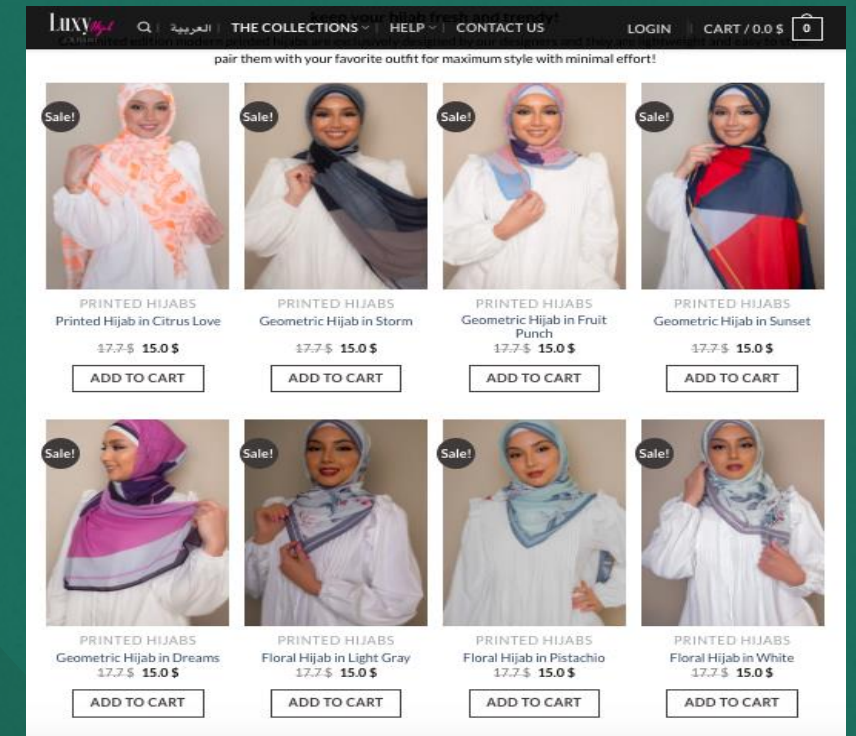 keep your hijab fresh and trendy!
LUXY Hijab
العربية
THE COLLECTIONS
HELP
CONTACT US
LOGIN
CART / 0.0 $
0
pair them with your favorite outfit for maximum style with minimal effort!
Sale!
Sale!
Sale!
Sale!
PRINTED HIJABS
Printed Hijab in Citrus Love
17.7 $ 15.0 $
ADD TO CART
PRINTED HIJABS
Geometric Hijab in Storm
17.7 $ 15.0 $
ADD TO CART
PRINTED HIJABS
Geometric Hijab in Fruit
Punch
17.7 $ 15.0 $
ADD TO CART
PRINTED HIJABS
Geometric Hijab in Sunset
17.7 $ 15.0 $
ADD TO CART
Sale!
Sale!
Sale!
Sale!
PRINTED HIJABS
Geometric Hijab in Dreams
17.7 $ 15.0 $
ADD TO CART
PRINTED HIJABS
Floral Hijab in Light Gray
17.7 $ 15.0 $
ADD TO CART
PRINTED HIJABS
Floral Hijab in Pistachio
17.7 $ 15.0 $
ADD TO CART
PRINTED HIJABS
Floral Hijab in White
17.7 $ 15.0 $
ADD TO CART